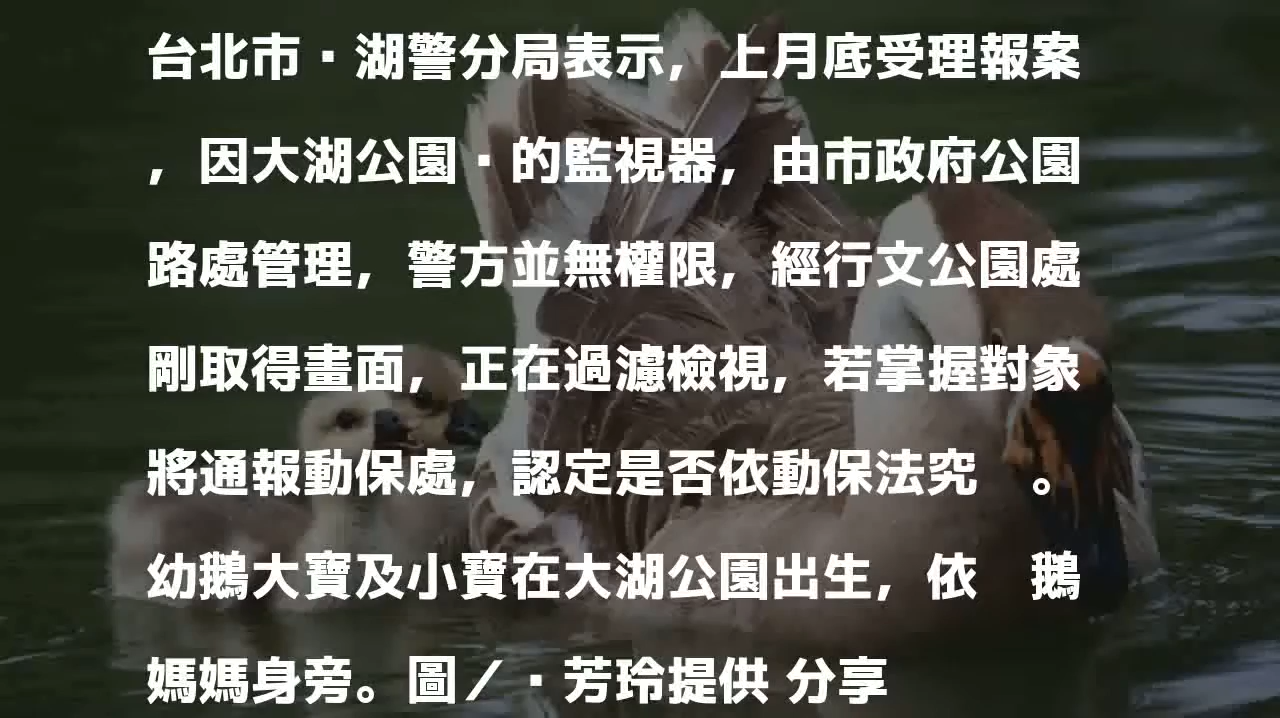 台北市·湖警分局表示，上月底受理報案
，因大湖公園·的監視器，由市政府公園
路處管理，警方並無權限，經行文公園處
剛取得畫面，正在過濾檢視，若掌握對象
將通報動保處，認定是否依動保法究　。
幼鵝大寶及小寶在大湖公園出生，依　鵝
媽媽身旁。圖／·芳玲提供 分享